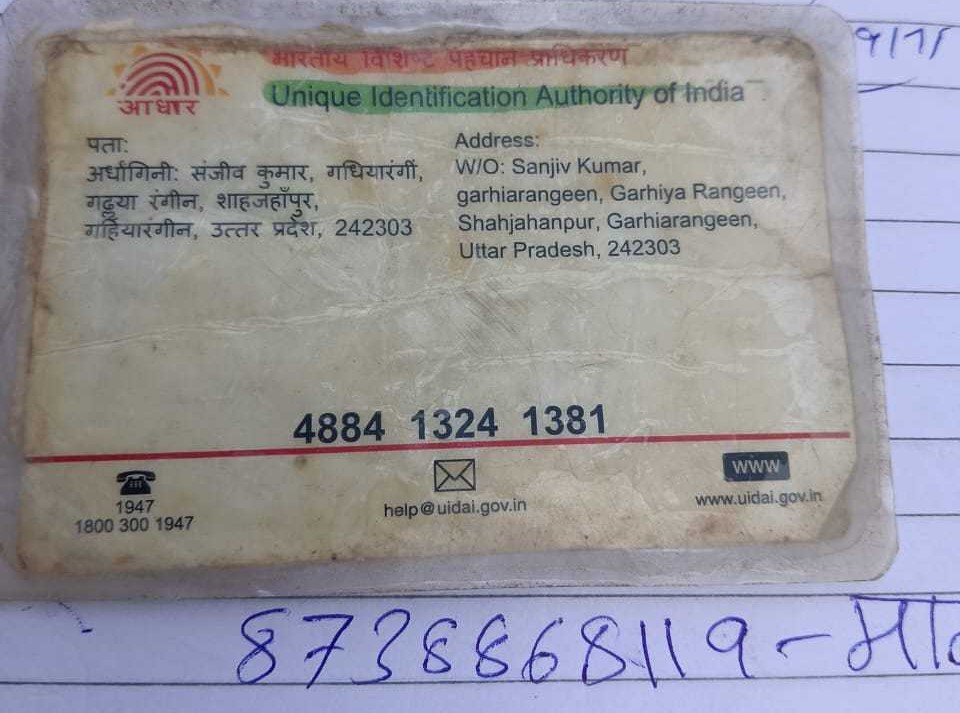 आधार
भारतीय विशिष्ट पहचान प्राधिकरण
Unique Identification Authority of India
पता:
अर्धांगिनी: संजीव कुमार, गधियारंगीं,
गढ़्या रंगीन, शाहजहाँपुर,
गर्हियारंगीन, उत्तर प्रदेश, 242303
Address:
W/O: Sanjiv Kumar,
garhiarangeen, Garhiya Rangeen,
Shahjahanpur, Garhiarangeen,
Uttar Pradesh, 242303
4884 1324 1381
1947
1800 300 1947
help@uidai.gov.in
www
www.uidai.gov.in
8738868119-